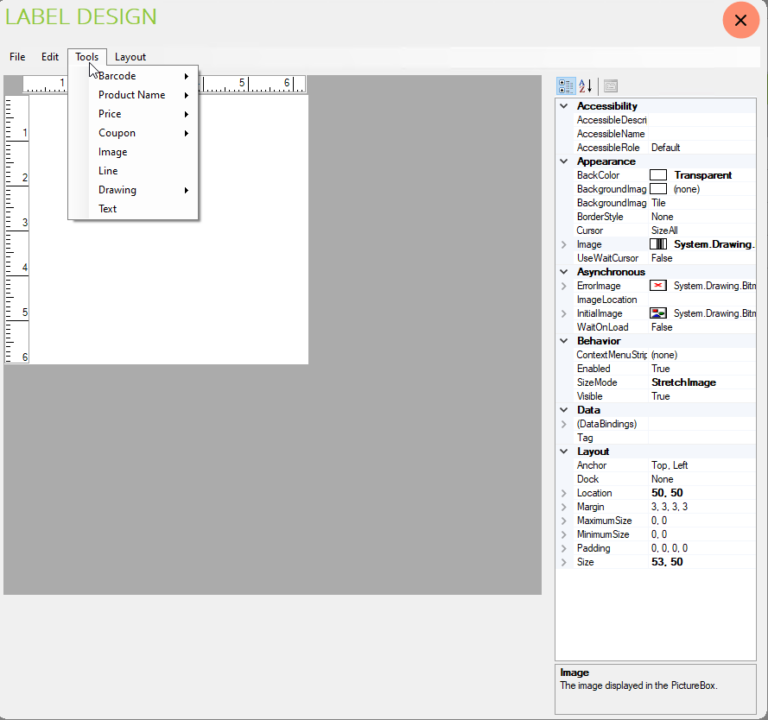 LABEL DESIGN
File Edit Tools Layout
Barcode
Product Name
Price
Coupon
Image
Line
Drawing
Text
1 5 6
1
2
3
4
5
6
Accessibility
AccessibleDescri
AccessibleName
AccessibleRole Default
Appearance
BackColor Transparent
BackgroundImag (none)
BackgroundImag Tile
BorderStyle None
Cursor SizeAll
Image System.Drawing.
UseWaitCursor False
Asynchronous
ErrorImage System.Drawing.Bitm
ImageLocation
InitialImage System.Drawing.Bitm
WaitOnLoad False
Behavior
ContextMenuStrip (none)
Enabled True
SizeMode StretchImage
Visible True
Data
(DataBindings)
Tag
Layout
Anchor Top, Left
Dock None
Location 50, 50
Margin 3, 3, 3, 3
MaximumSize 0, 0
MinimumSize 0, 0
Padding 0, 0, 0, 0
Size 53, 50
Image
The image displayed in the PictureBox.